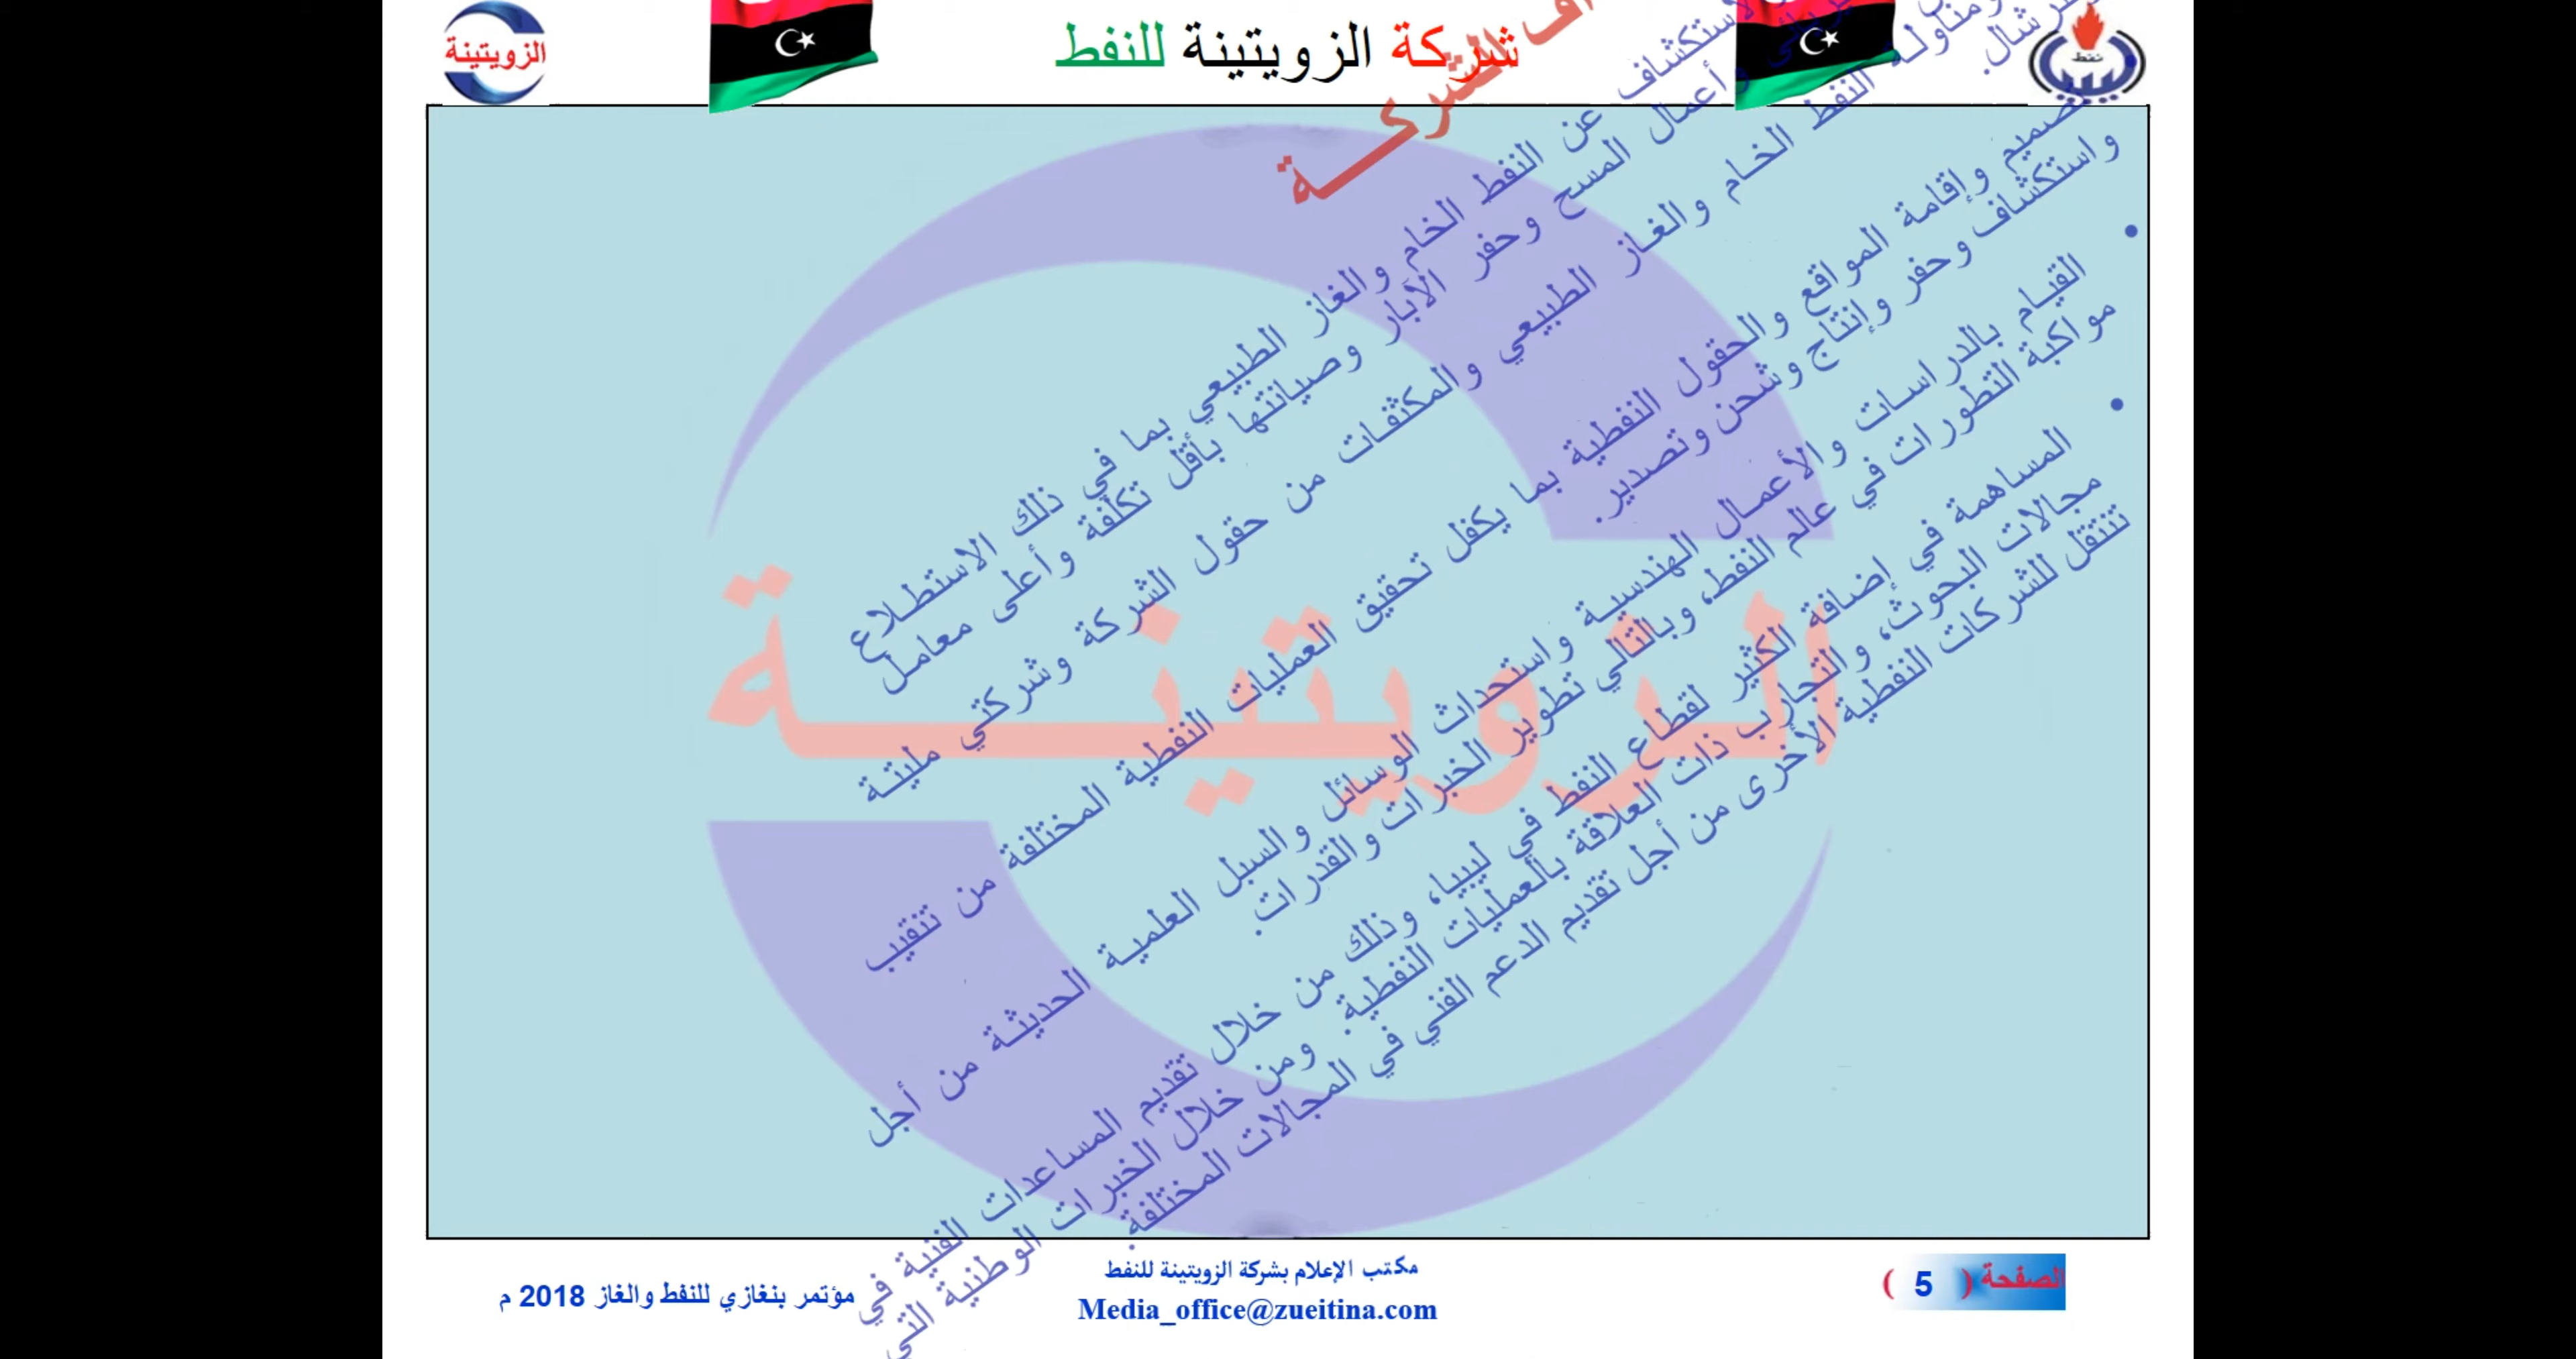 الزويتينة
شركة الزويتينة للنفط
نفط
الشركة
الاستكشاف عن النفط الخام والغاز الطبيعي بما في ذلك الاستطلاع
وأعمال المسح وحفر الآبار وصيانتها بأقل تكلفة وأعلى معامل
ومناولة النفط الخام والغاز الطبيعي والمكثفات من حقول الشركة وشركتي مليتة
تصميم وإقامة المواقع والحقول النفطية بما يكفل تحقيق العمليات النفطية المختلفة من تنقيب
واستكشاف وحفر وإنتاج وشحن وتصدير.
• القيام بالدراسات والأعمال الهندسية واستحداث الوسائل والسبل العلمية الحديثة من أجل
مواكبة التطورات في عالم النفط، وبالتالي تطوير الخبرات والقدرات.
• المساهمة في إضافة الكثير لقطاع النفط في ليبيا، وذلك من خلال تقديم المساعدات الفنية في
مجالات البحوث، والتجارب ذات العلاقة بالعمليات النفطية. ومن خلال الخبرات الوطنية التي
تنتقل للشركات النفطية الأخرى من أجل تقديم الدعم الفني في المجالات المختلفة.
الزويتينة
الصفحة ( 5 )
مكتب الإعلام بشركة الزويتينة للنفط
Media_office@zueitina.com
مؤتمر بنغازي للنفط والغاز 2018 م